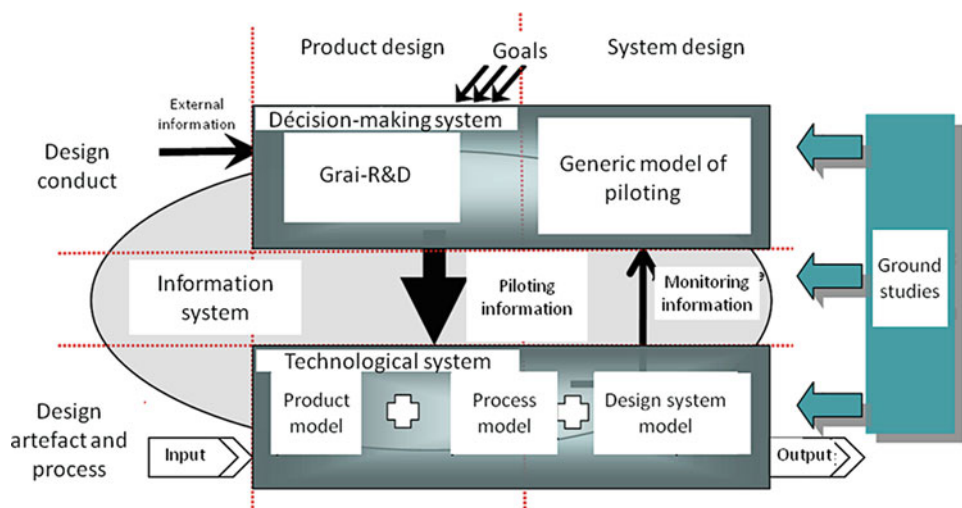 Product design
Goals
System design
External
information
Décision-making system
Design
conduct
Grai-R&D
Generic model of
piloting
Information
system
Piloting
information
Monitoring
information
Ground
studies
Technological system
Product
model
Process
model
Design system
model
Design
artefact and
process
Input
Output